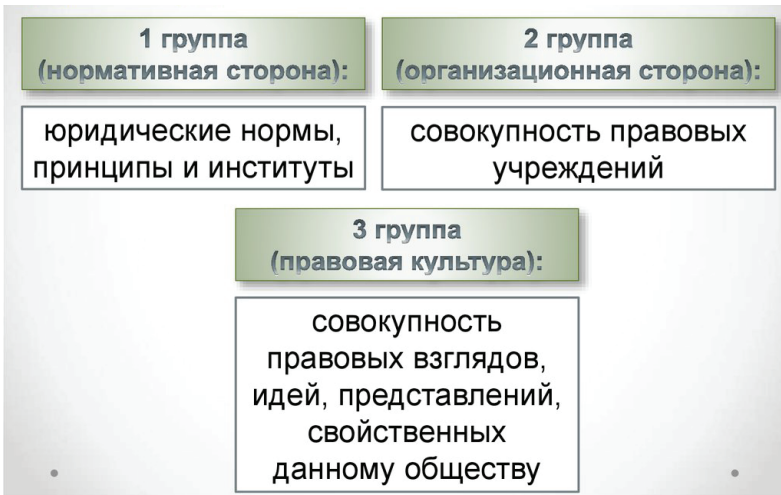 1 группа
(нормативная сторона):
юридические нормы,
принципы и институты
2 группа
(организационная сторона):
совокупность правовых
учреждений
3 группа
(правовая культура):
совокупность
правовых взглядов,
идей, представлений,
свойственных
данному обществу